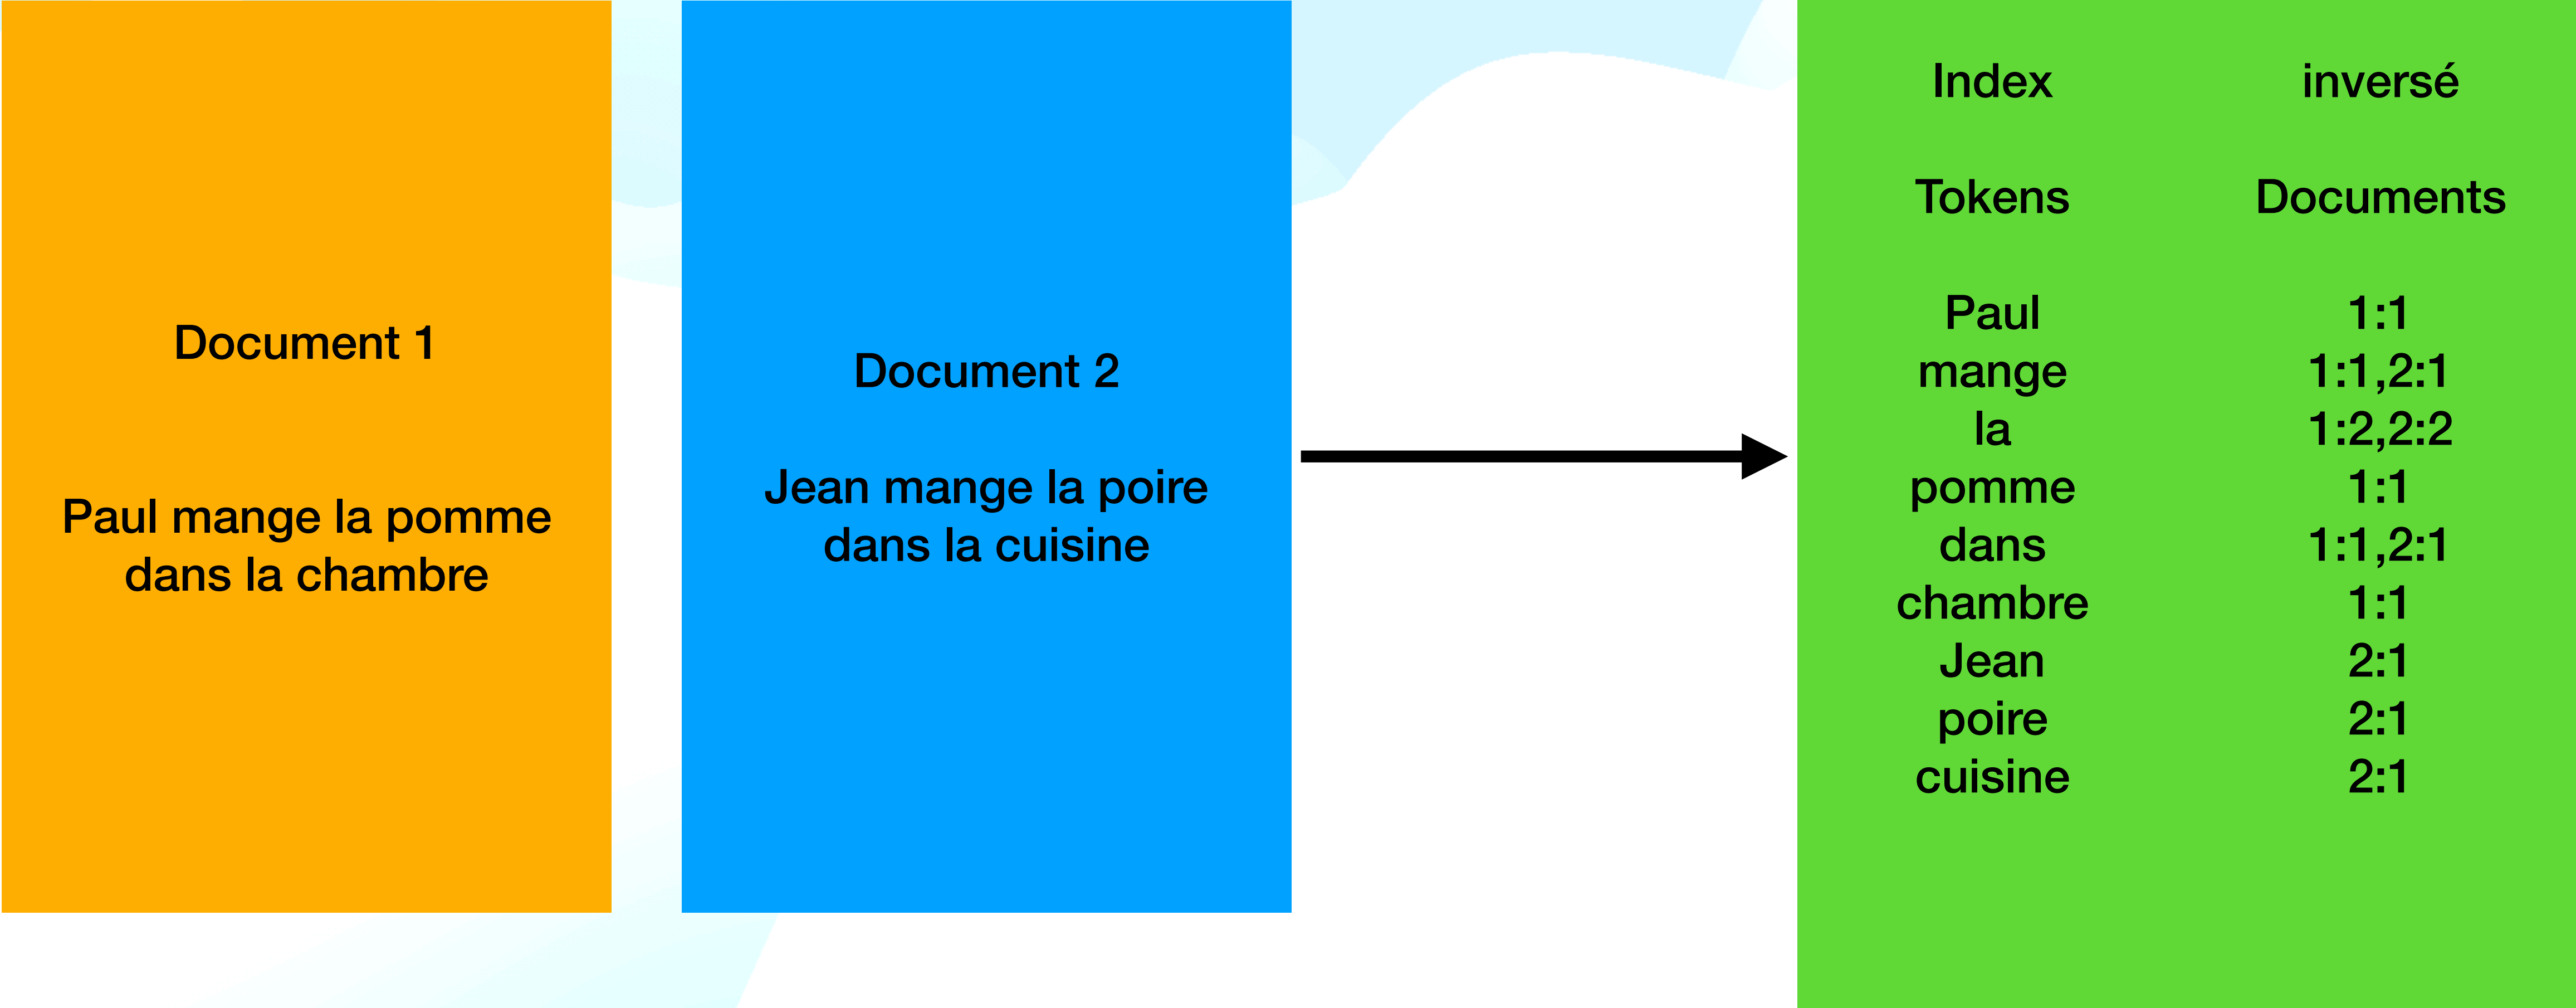 Document 1
Paul mange la pomme
dans la chambre
Document 2
Jean mange la poire
dans la cuisine
Index inversé
Tokens Documents
Paul 1:1
mange 1:1,2:1
la 1:2,2:2
pomme 1:1
dans 1:1,2:1
chambre 1:1
Jean 2:1
poire 2:1
cuisine 2:1